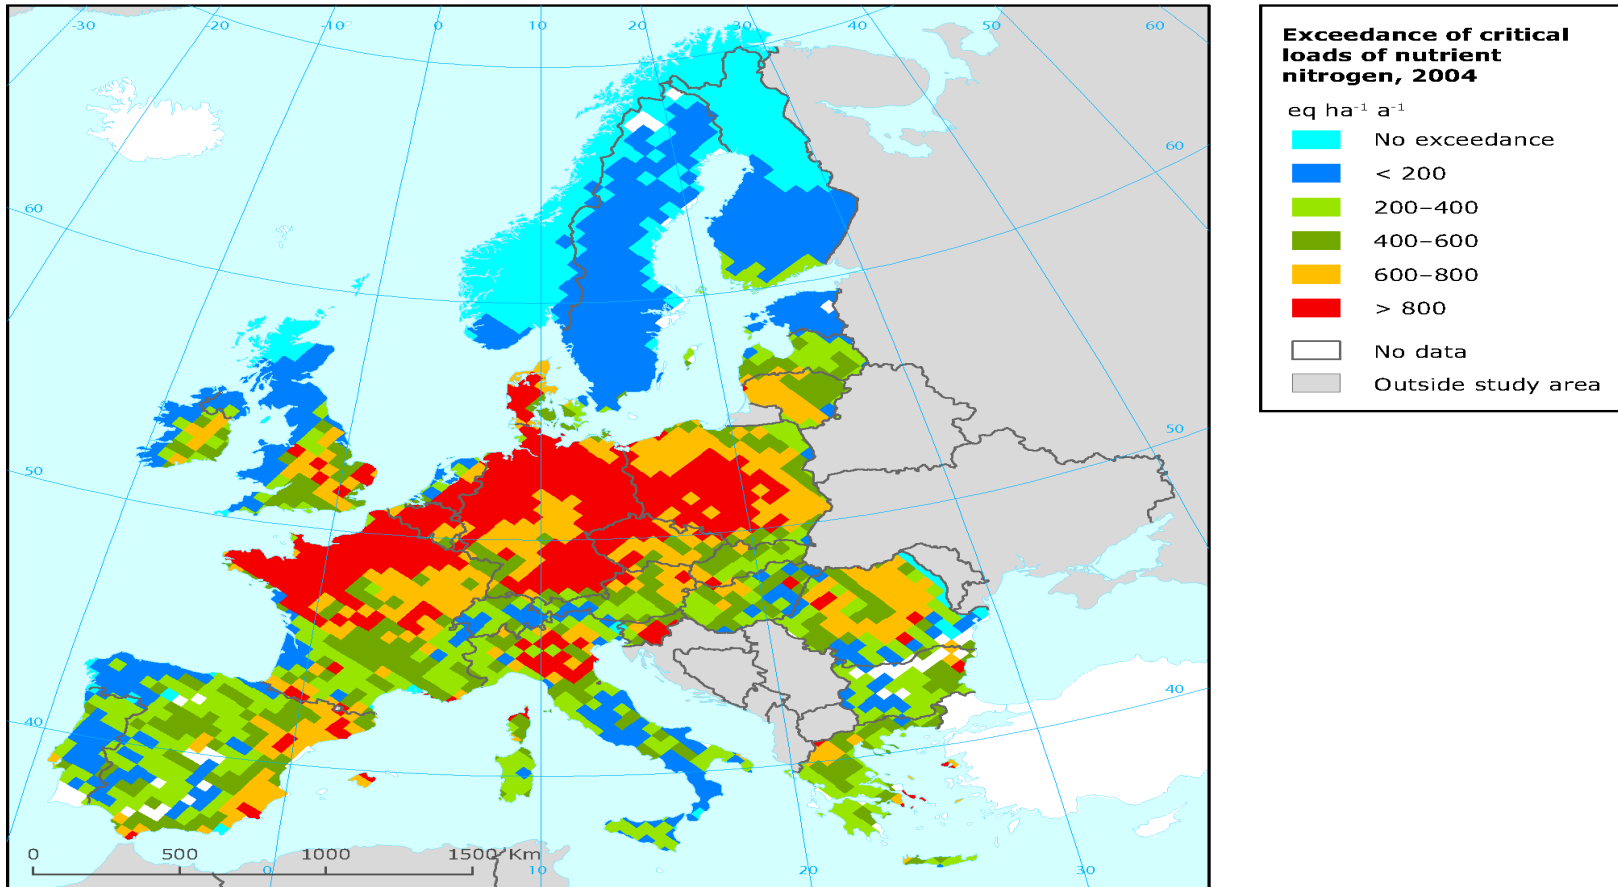 -30 -20 -10 0 10 20 30 40 50 60
60
60
50
50
40
40
0 10 20 30
0 500 1000 1500 Km
Exceedance of critical
loads of nutrient
nitrogen, 2004
eq ha⁻¹ a⁻¹
No exceedance
< 200
200–400
400–600
600–800
> 800
No data
Outside study area